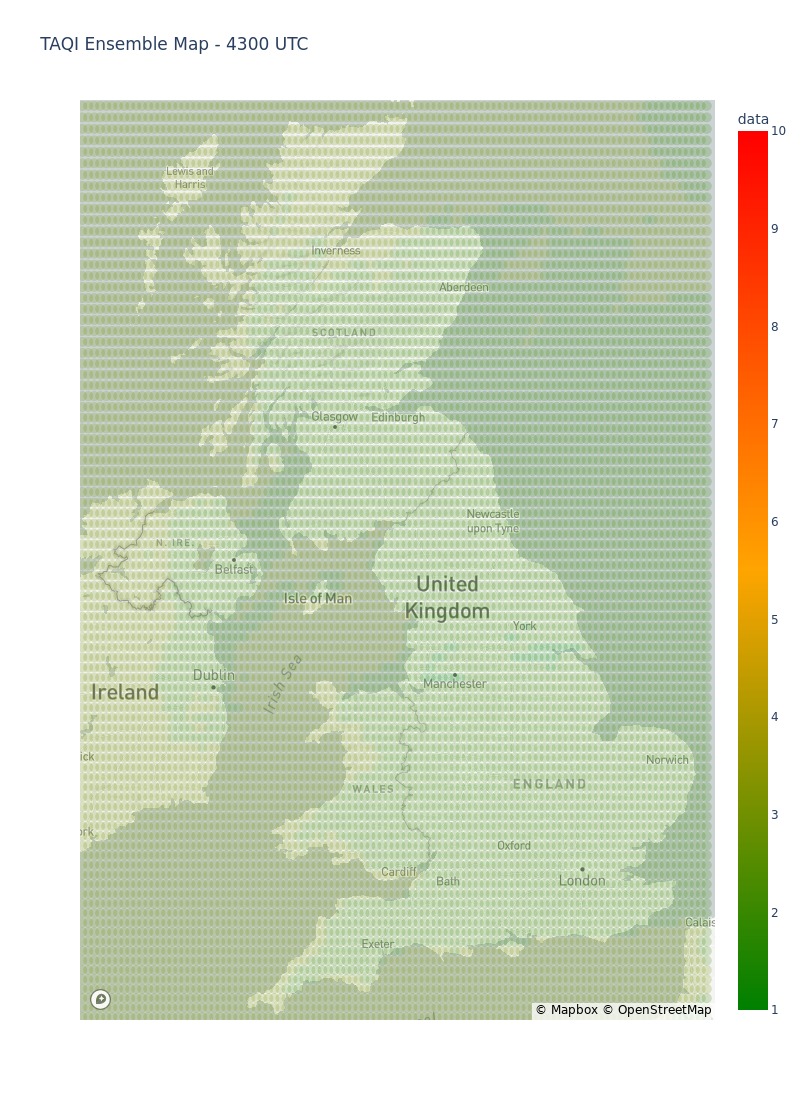 TAQI Ensemble Map - 4300 UTC
data
10
9
8
7
6
5
4
3
2
1
Lewis and
Harris
Inverness
Aberdeen
SCOTLAND
Glasgow
Edinburgh
Newcastle
upon Tyne
N. IRE.
Belfast
Isle of Man
United
Kingdom
York
Irish Sea
Dublin
Manchester
Ireland
ick
Norwich
WALES
ENGLAND
ork
Oxford
Cardiff
Bath
London
Calais
Exeter
© Mapbox © OpenStreetMap